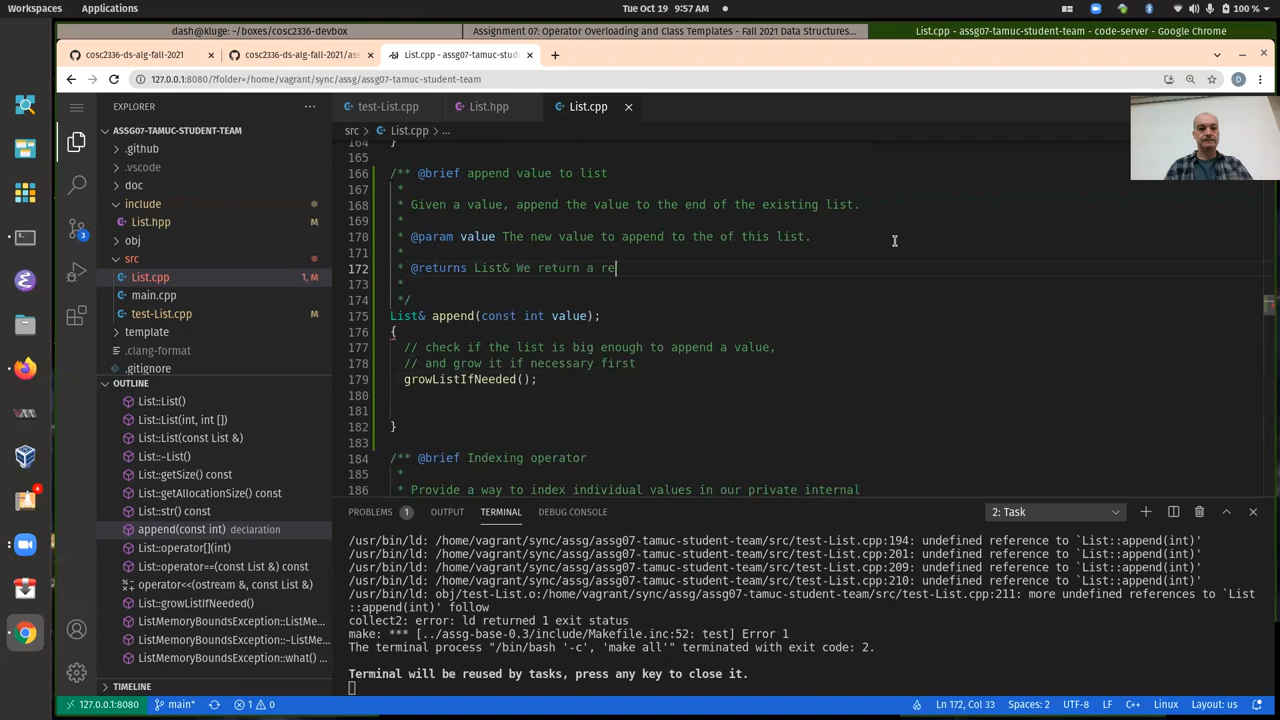 Workspaces Applications Tue Oct 19 9:57 AM 100 %
dash@kluge: ~/boxes/cosc2336-devbox Assignment 07: Operator Overloading and Class Templates - Fall 2021 Data Structures... List.cpp - assg07-tamuc-student-team - code-server - Google Chrome
cosc2336-ds-alg-fall-2021 cosc2336-ds-alg-fall-2021/ass List.cpp - assg07-tamuc-stude
127.0.0.1:8080/?folder=/home/vagrant/sync/assg/assg07-tamuc-student-team D
EXPLORER
ASSG07-TAMUC-STUDENT-TEAM
.github
.vscode
doc
include
List.hpp M
obj
src
List.cpp 1, M
main.cpp
test-List.cpp M
template
.clang-format
.gitignore
OUTLINE
List::List()
List::List(int, int [])
List::List(const List &)
List::~List()
List::getSize() const
List::getAllocationSize() const
List::str() const
append(const int) declaration
List::operator[](int)
List::operator==(const List &) const
operator<<(ostream &, const List &)
List::growListIfNeeded()
ListMemoryBoundsException::ListMe...
ListMemoryBoundsException::~ListM...
ListMemoryBoundsException::what() ...
TIMELINE
test-List.cpp List.hpp List.cpp
src > List.cpp > ...
164 }
165
166 /** @brief append value to list
167 *
168 * Given a value, append the value to the end of the existing list.
169 *
170 * @param value The new value to append to the of this list.
171 *
172 * @returns List& We return a re
173 *
174 */
175 List& append(const int value);
176 {
177 // check if the list is big enough to append a value,
178 // and grow it if necessary first
179 growListIfNeeded();
180
181
182 }
183
184 /** @brief Indexing operator
185 *
186 * Provide a way to index individual values in our private internal
PROBLEMS 1 OUTPUT TERMINAL DEBUG CONSOLE 2: Task
/usr/bin/ld: /home/vagrant/sync/assg/assg07-tamuc-student-team/src/test-List.cpp:194: undefined reference to `List::append(int)'
/usr/bin/ld: /home/vagrant/sync/assg/assg07-tamuc-student-team/src/test-List.cpp:201: undefined reference to `List::append(int)'
/usr/bin/ld: /home/vagrant/sync/assg/assg07-tamuc-student-team/src/test-List.cpp:209: undefined reference to `List::append(int)'
/usr/bin/ld: /home/vagrant/sync/assg/assg07-tamuc-student-team/src/test-List.cpp:210: undefined reference to `List::append(int)'
/usr/bin/ld: obj/test-List.o:/home/vagrant/sync/assg/assg07-tamuc-student-team/src/test-List.cpp:211: more undefined references to `List
::append(int)' follow
collect2: error: ld returned 1 exit status
make: *** [../assg-base-0.3/include/Makefile.inc:52: test] Error 1
The terminal process "/bin/bash '-c', 'make all'" terminated with exit code: 2.
Terminal will be reused by tasks, press any key to close it.
127.0.0.1:8080 main* 1 0 Ln 172, Col 33 Spaces: 2 UTF-8 LF C++ Linux Layout: us